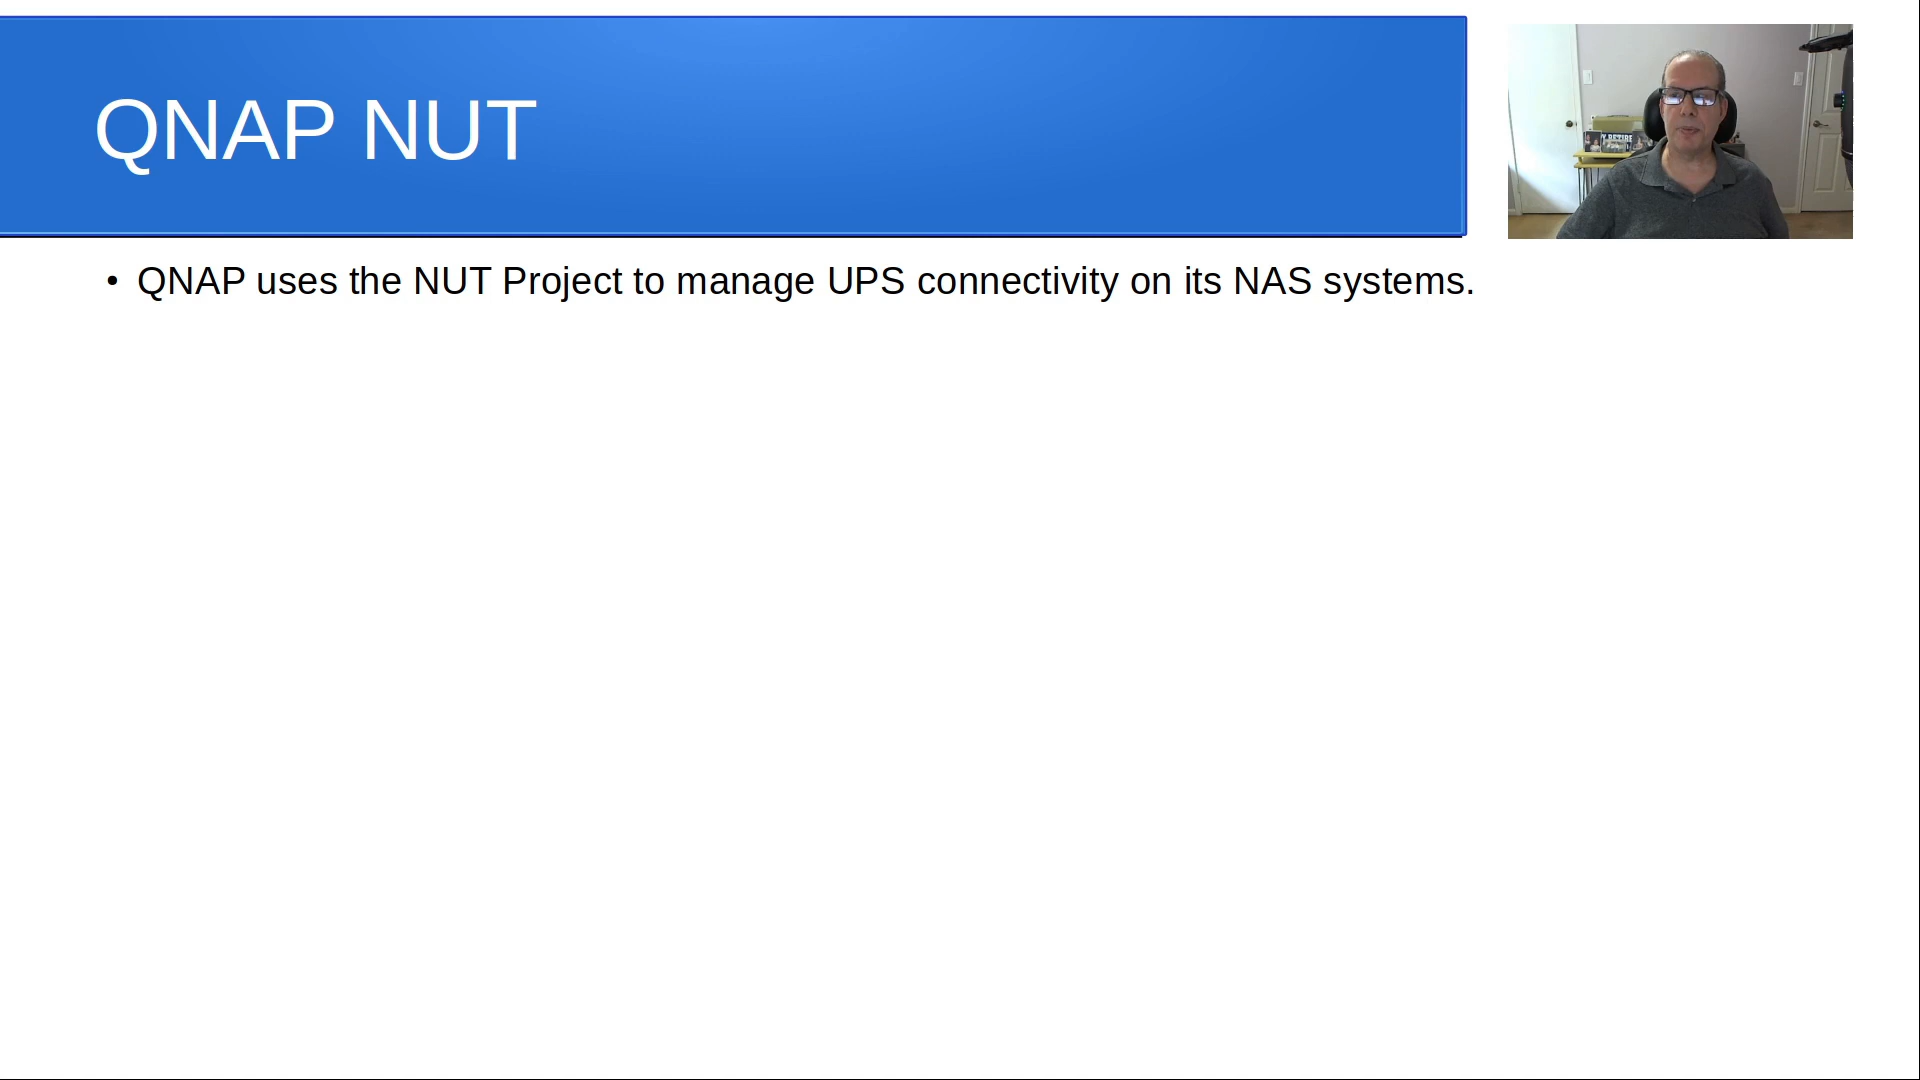 QNAP NUT
• QNAP uses the NUT Project to manage UPS connectivity on its NAS systems.